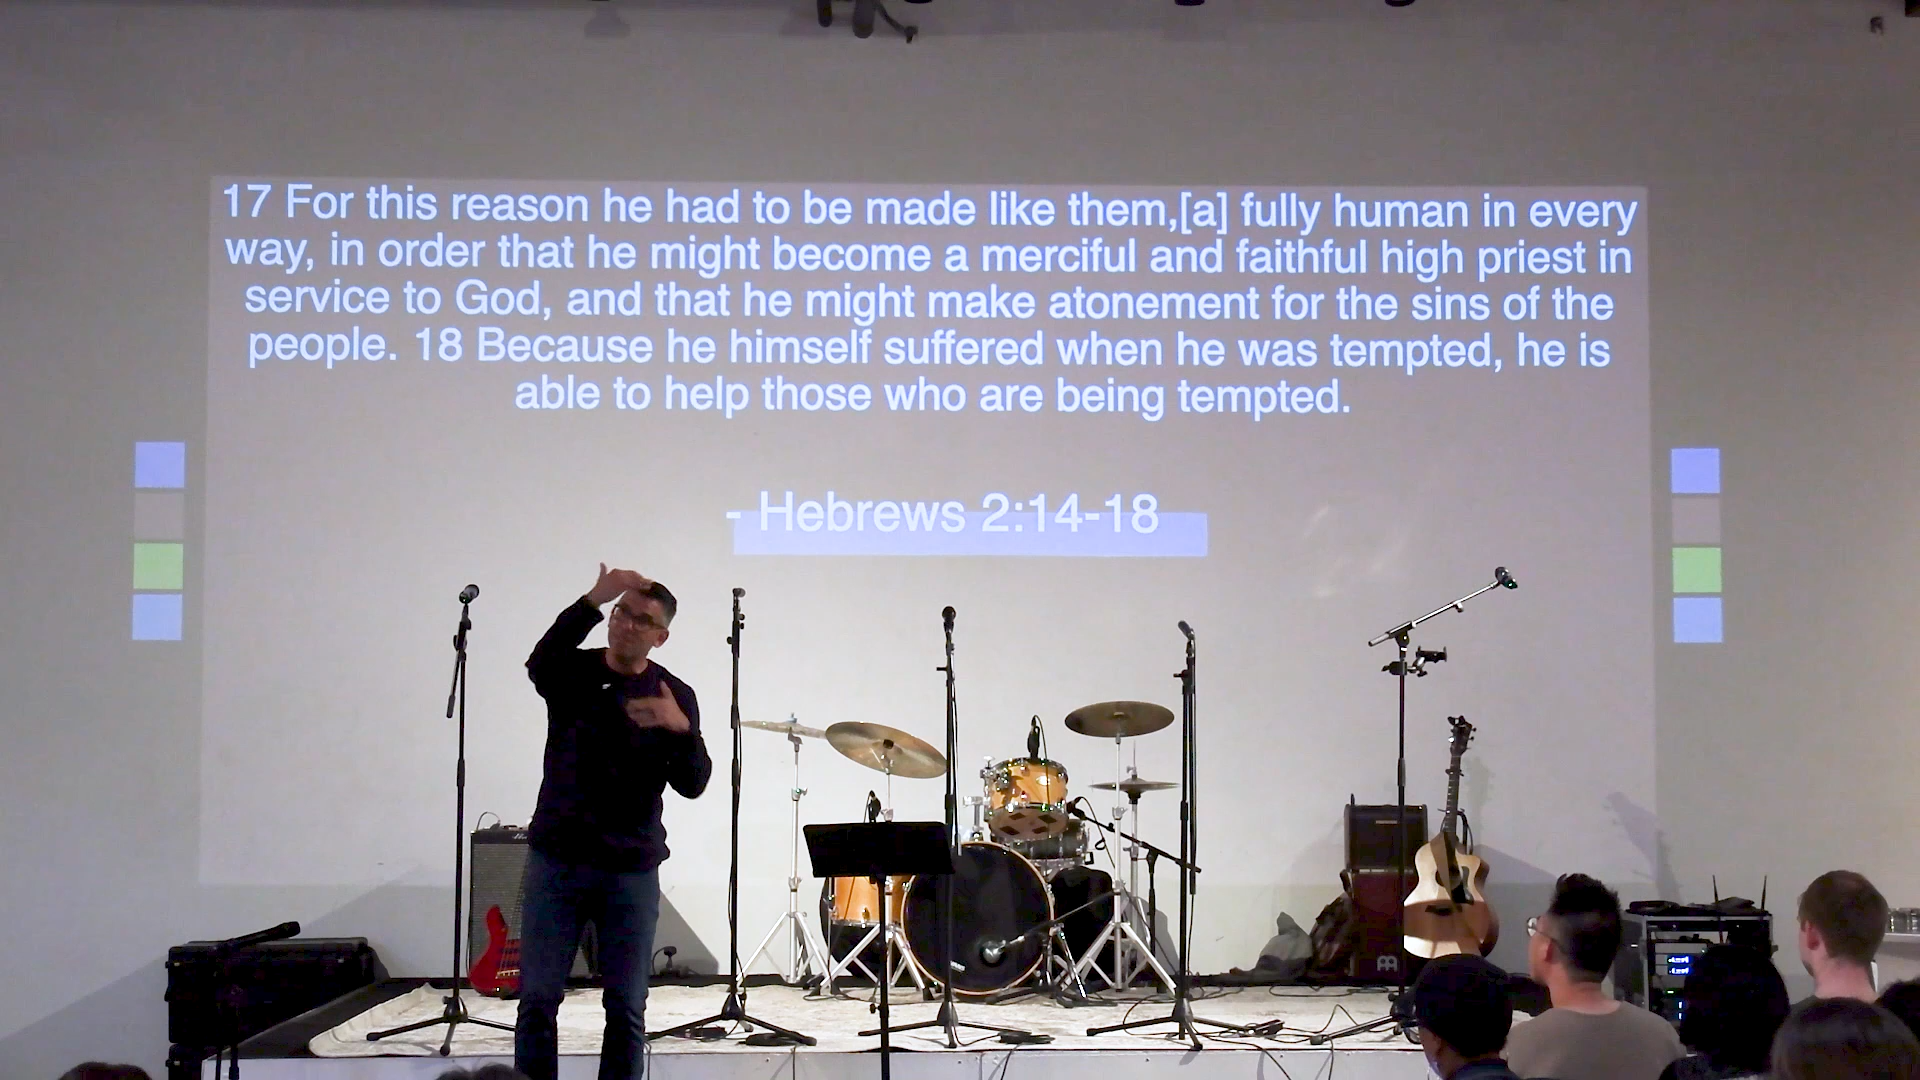 17 For this reason he had to be made like them,[a] fully human in every
way, in order that he might become a merciful and faithful high priest in
service to God, and that he might make atonement for the sins of the
people. 18 Because he himself suffered when he was tempted, he is
able to help those who are being tempted.
- Hebrews 2:14-18